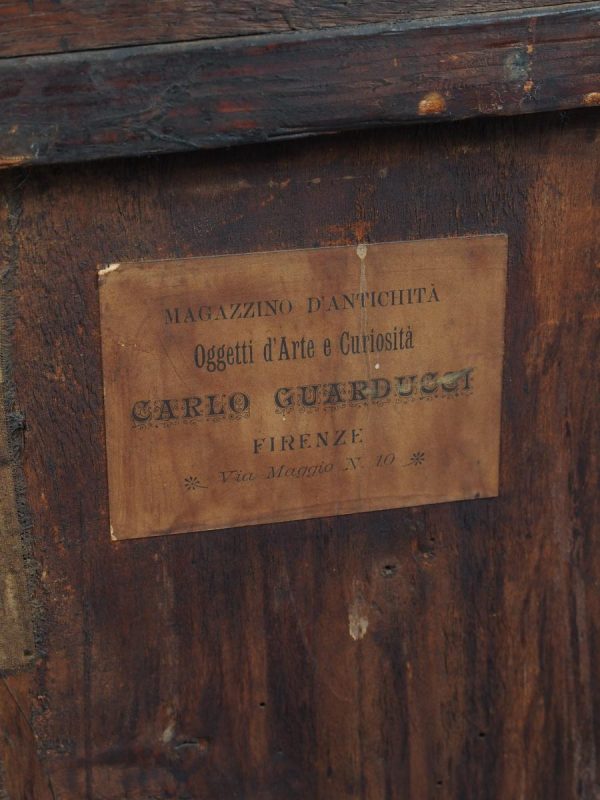 MAGAZZINO D'ANTICHITÀ
Oggetti d'Arte e Curiosità
CARLO GUARDUCCI
FIRENZE
Via Maggio N. 10